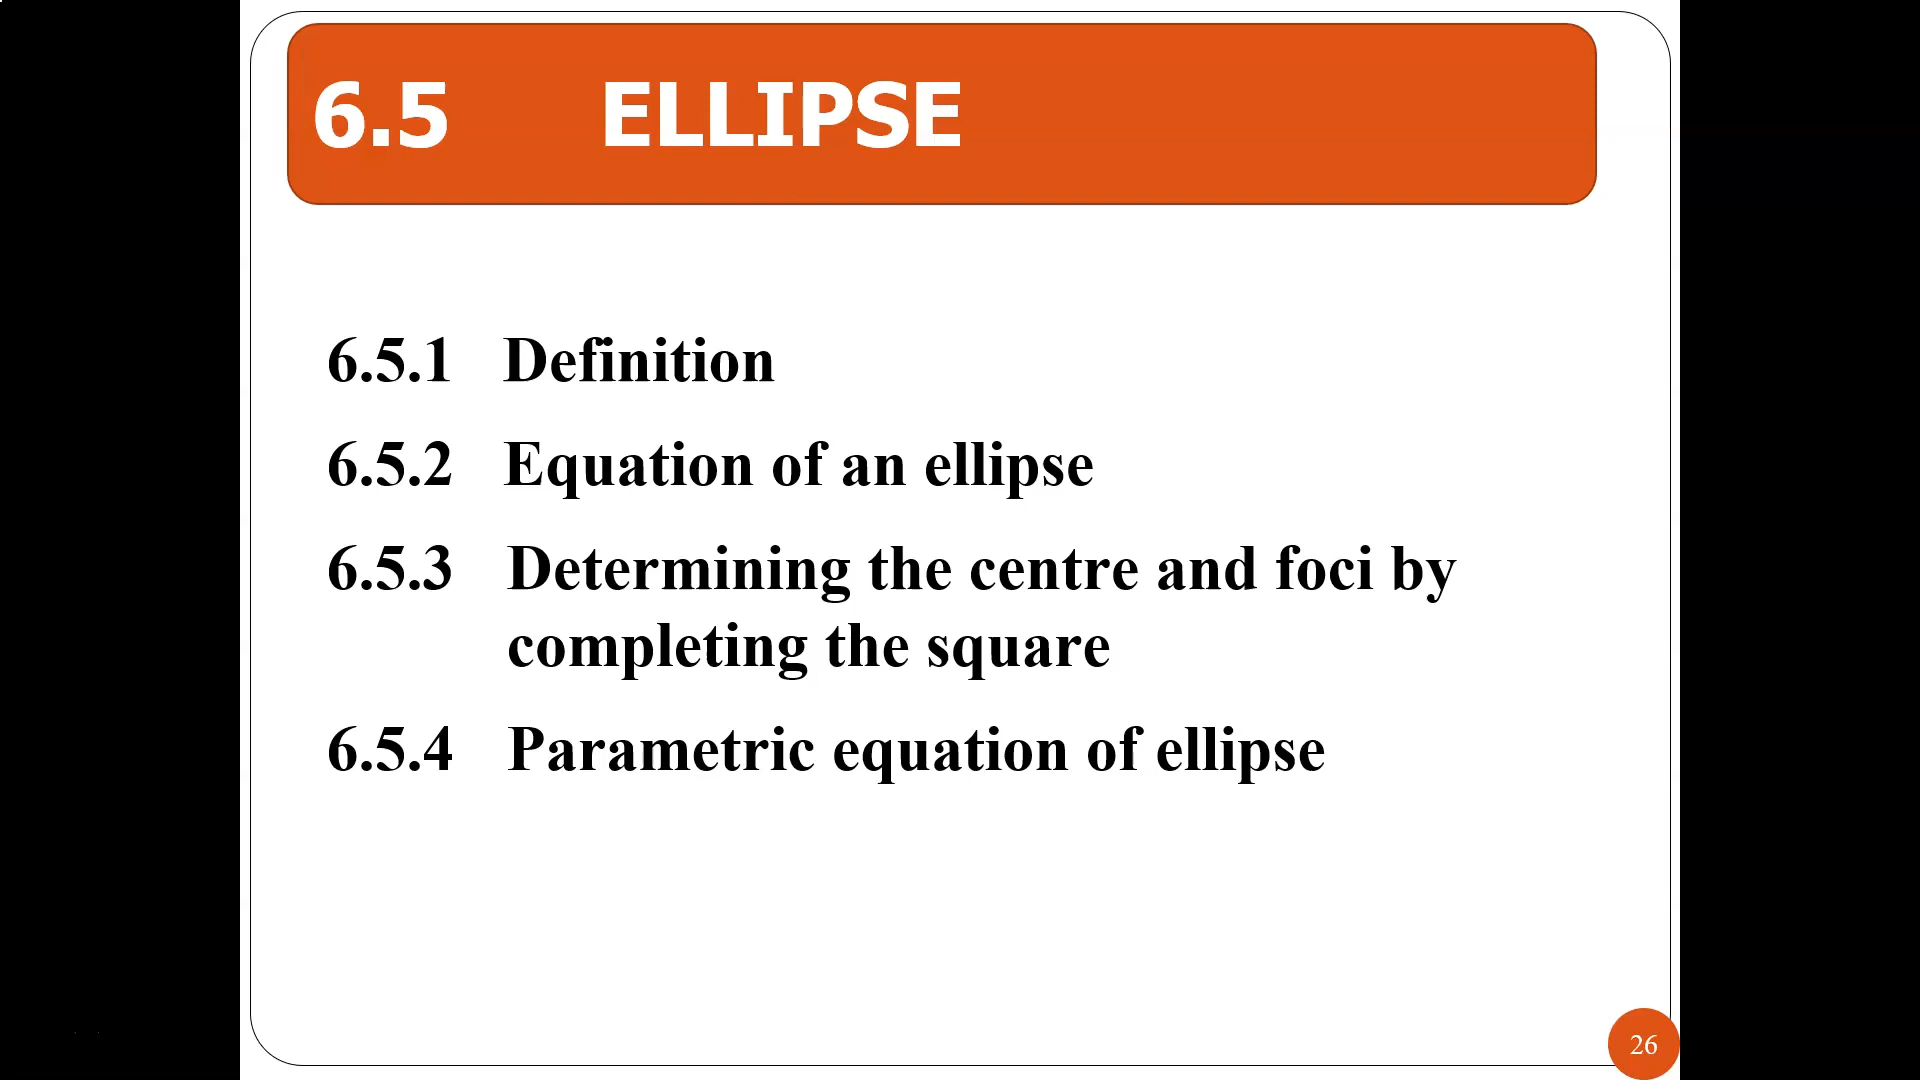 6.5 ELLIPSE
6.5.1 Definition
6.5.2 Equation of an ellipse
6.5.3 Determining the centre and foci by
completing the square
6.5.4 Parametric equation of ellipse
26